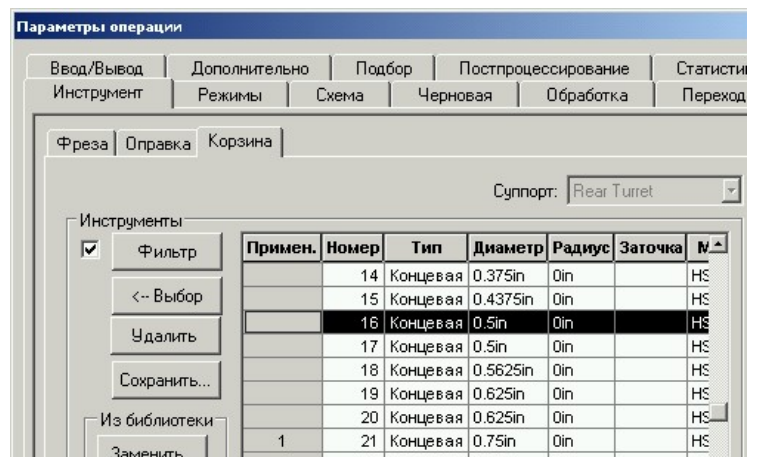 Параметры операции
Ввод/Вывод Дополнительно Подбор Постпроцессирование
Инструмент Режимы Схема Черновая Обработка Переход
Фреза Оправка Корзина
Суппорт: Rear Turret
Инструменты
Фильтр
<-- Выбор
Удалить
Сохранить...
Из библиотеки
Заменить
Примен. Номер Тип Диаметр Радиус Заточка
14 Концевая 0.375in 0in HS
15 Концевая 0.4375in 0in HS
16 Концевая 0.5in 0in HS
17 Концевая 0.5in 0in HS
18 Концевая 0.5625in 0in HS
19 Концевая 0.625in 0in HS
20 Концевая 0.625in 0in HS
1 21 Концевая 0.75in 0in HS